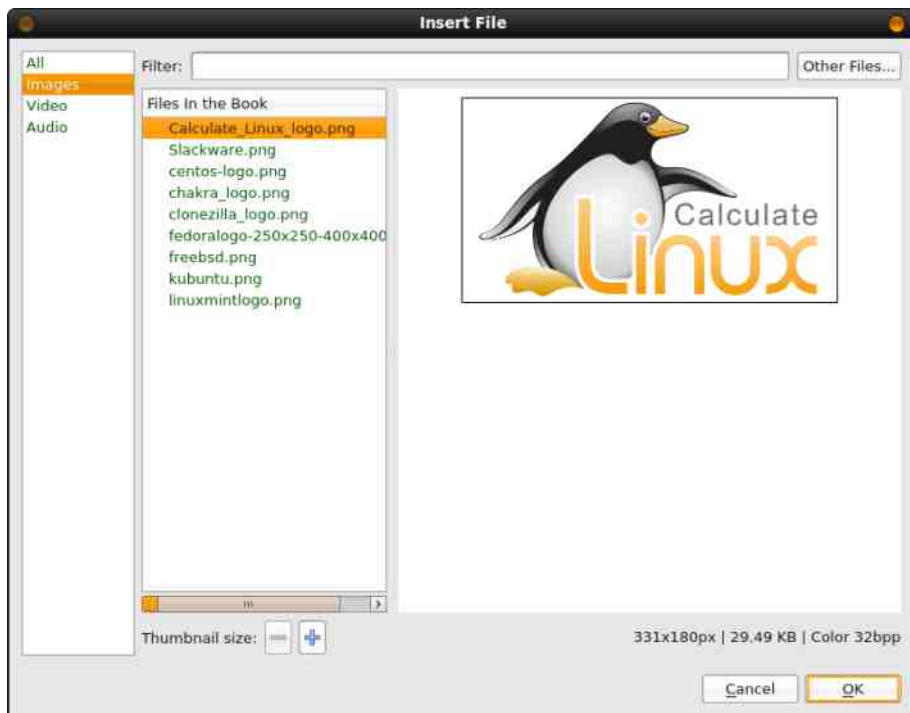 Insert File
All
Images
Video
Audio
Filter:
Other Files...
Files In the Book
Calculate_Linux_logo.png
Slackware.png
centos-logo.png
chakra_logo.png
clonezilla_logo.png
fedoralogo-250x250-400x400
freebsd.png
kubuntu.png
linuxmintlogo.png
Calculate
Linux
Thumbnail size:
331x180px | 29.49 KB | Color 32bpp
Cancel
OK